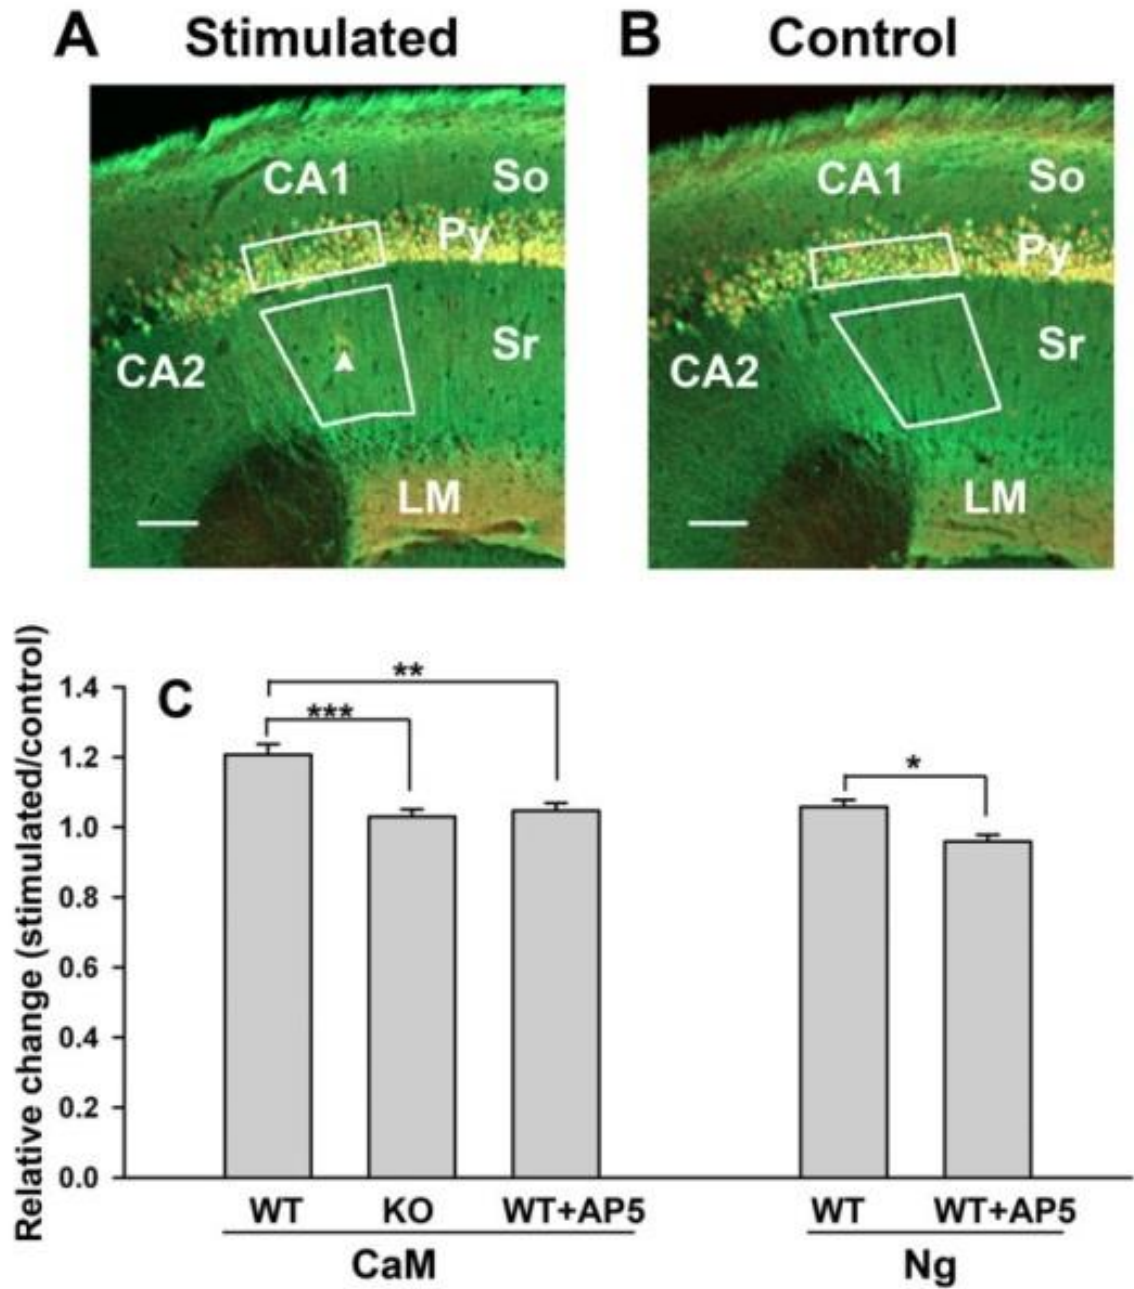 A Stimulated
B Control
CA1
So
Py
Sr
CA2
LM
CA1
So
Py
Sr
CA2
LM
C
Relative change (stimulated/control)
1.4
1.2
1.0
0.8
0.6
0.4
0.2
0.0
**
***
*
WT KO WT+AP5
CaM
WT WT+AP5
Ng